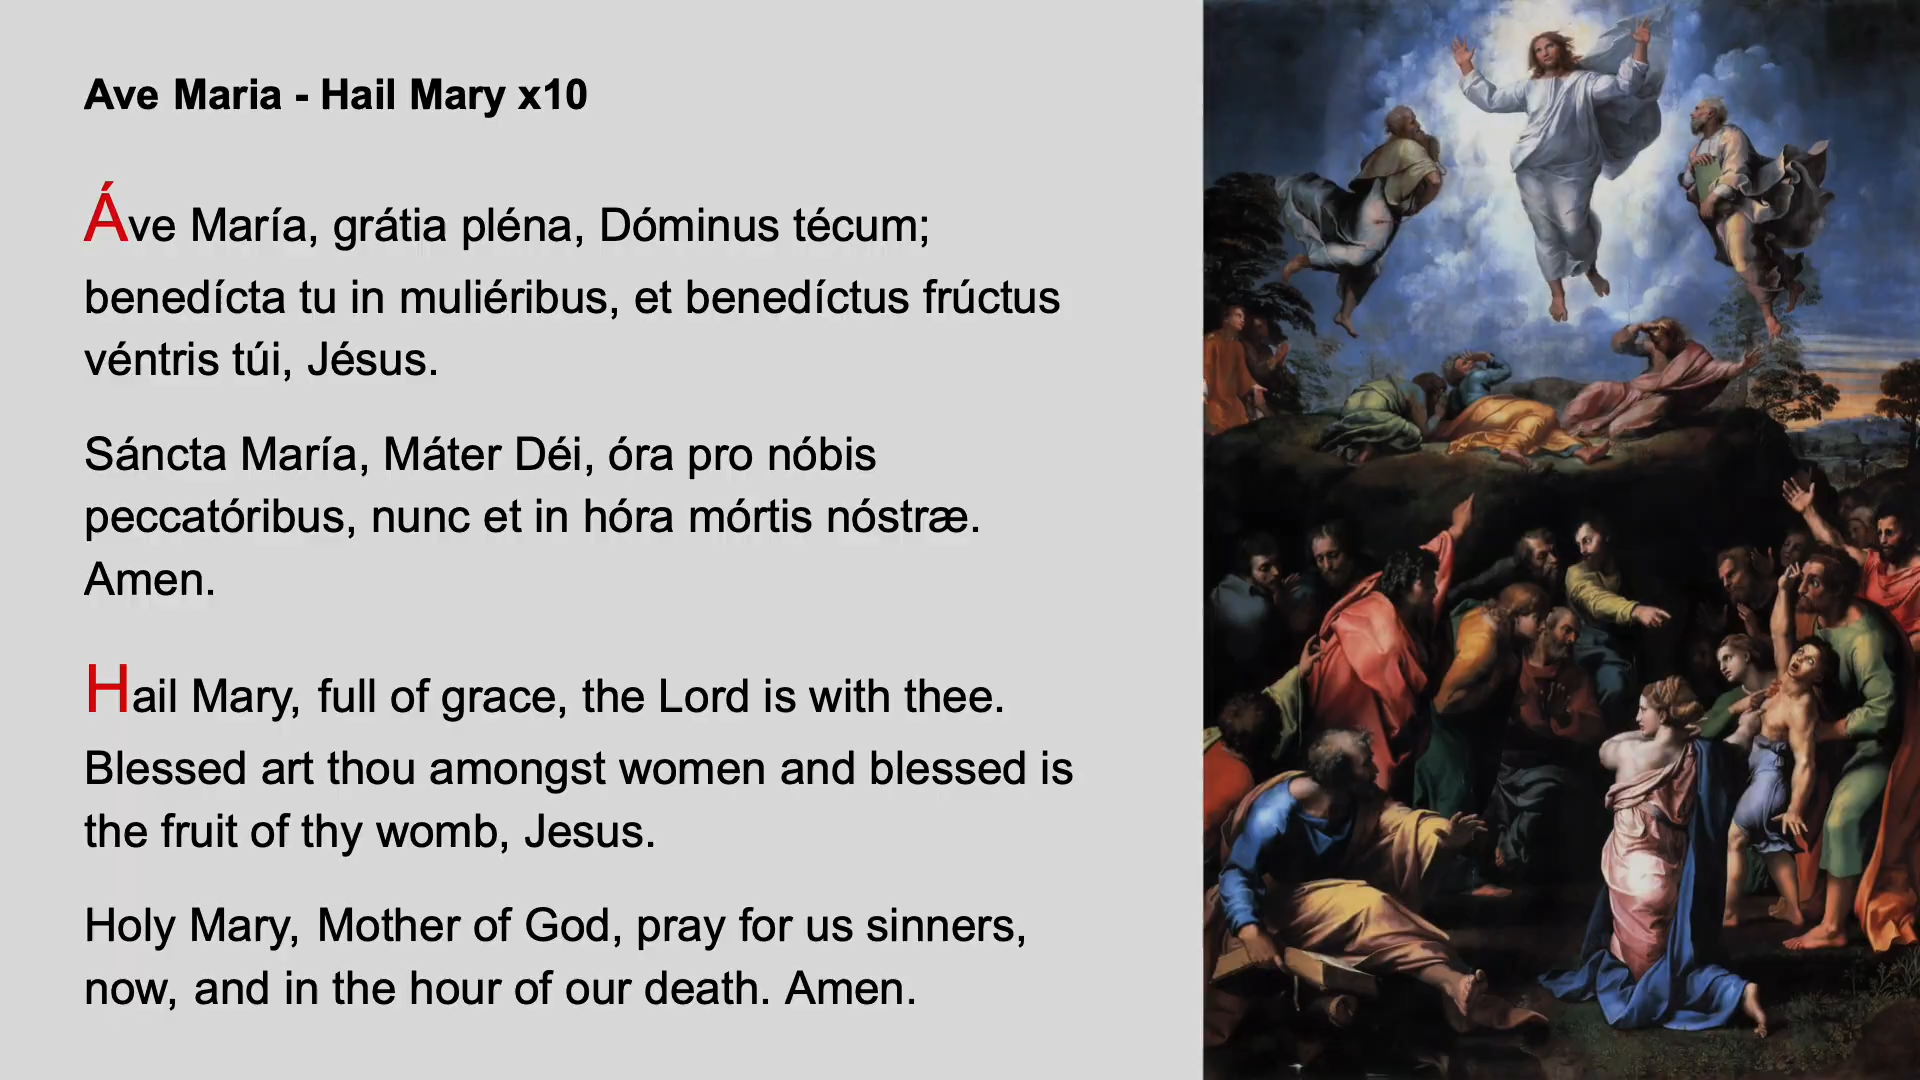 Ave Maria - Hail Mary x10
Áve María, grátia pléna, Dóminus técum;
benedícta tu in muliéribus, et benedíctus frúctus
véntris túi, Jésus.
Sáncta María, Máter Déi, óra pro nóbis
peccatóribus, nunc et in hóra mórtis nóstræ.
Amen.
Hail Mary, full of grace, the Lord is with thee.
Blessed art thou amongst women and blessed is
the fruit of thy womb, Jesus.
Holy Mary, Mother of God, pray for us sinners,
now, and in the hour of our death. Amen.